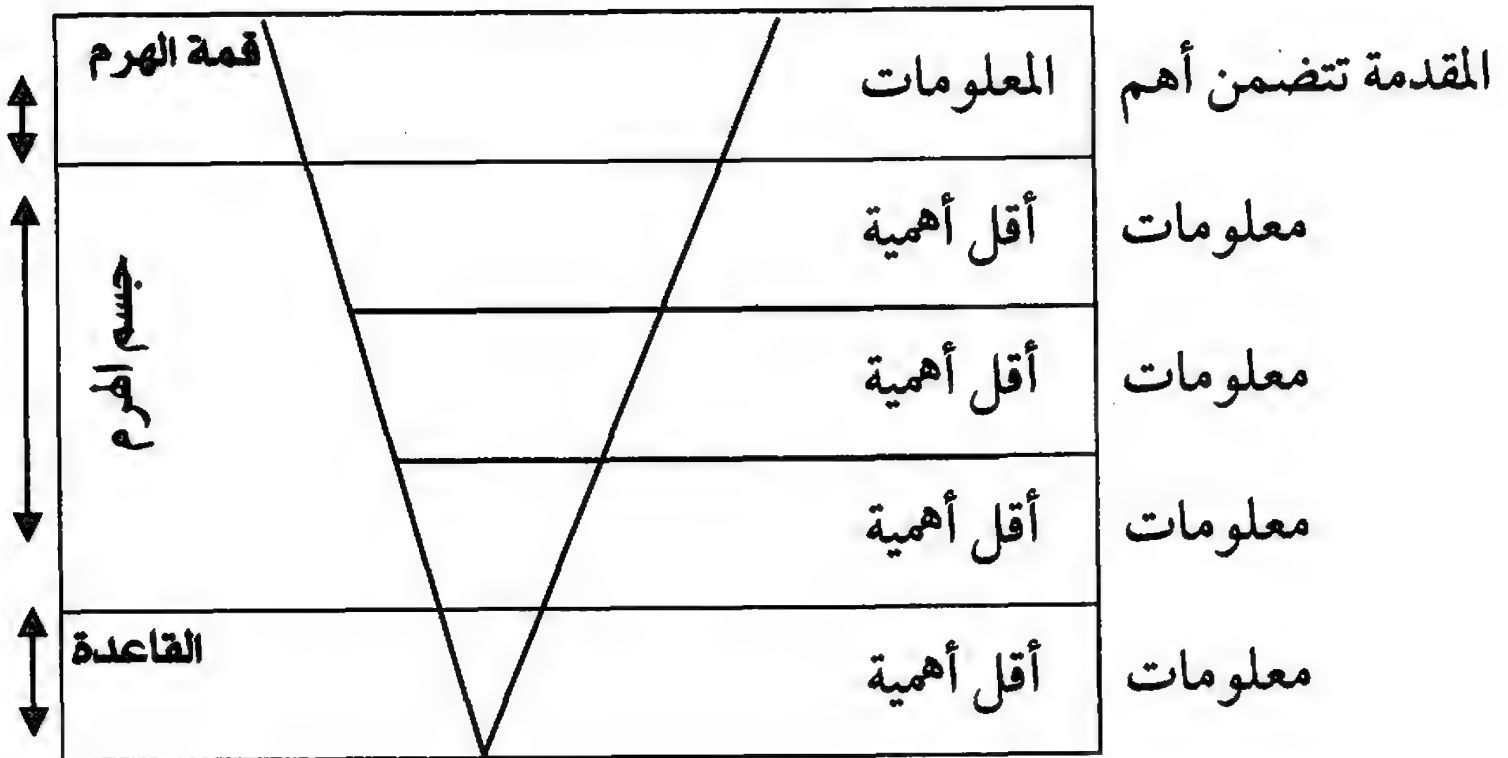 المقدمة تتضمن أهم المعلومات قمة الهرم
معلومات أقل أهمية
معلومات أقل أهمية
جسم الهرم
معلومات أقل أهمية
معلومات أقل أهمية القاعدة